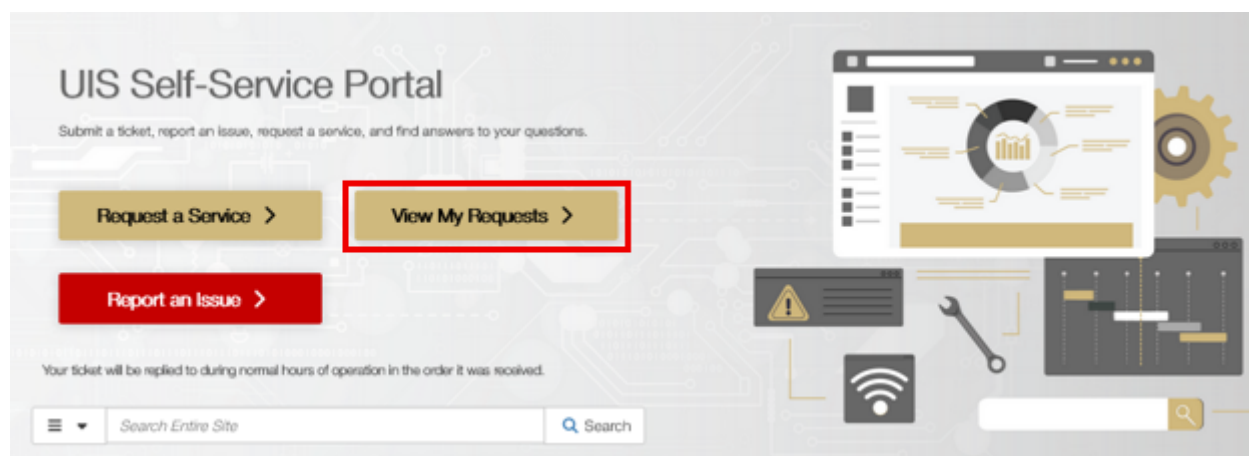 UIS Self-Service Portal
Submit a ticket, report an issue, request a service, and find answers to your questions.
Request a Service >
View My Requests >
Report an Issue >
Your ticket will be replied to during normal hours of operation in the order it was received.
Search Entire Site
Search